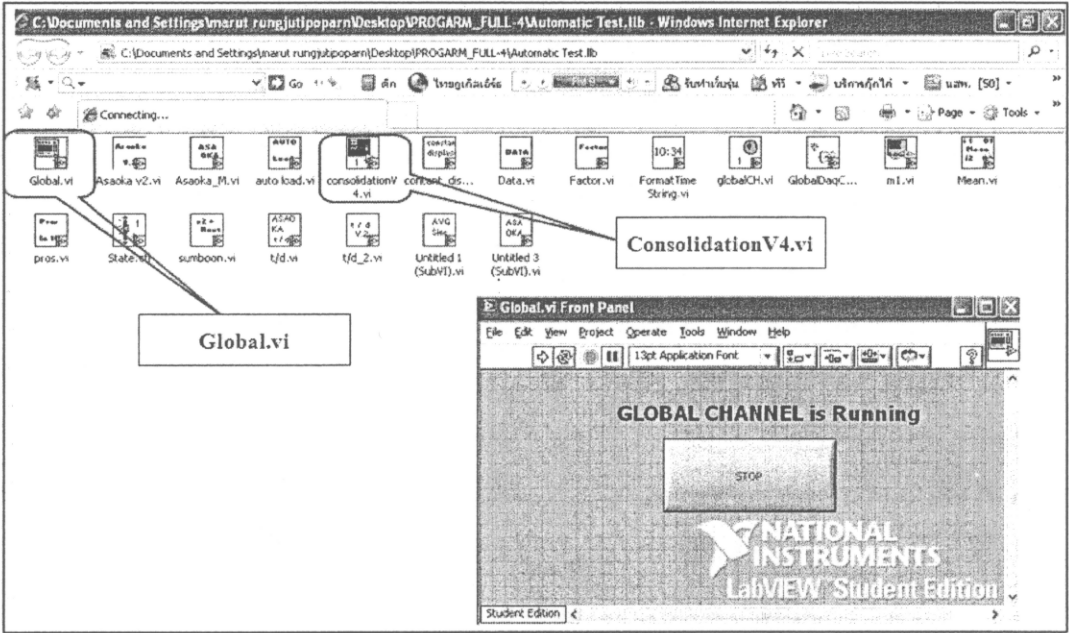 C:\Documents and Settings\marut rungjutipoparn\Desktop\PROGARM_FULL-4\Automatic Test.llb - Windows Internet Explorer
C:\Documents and Settings\marut rungjutipoparn\Desktop\PROGARM_FULL-4\Automatic Test.llb
Go
Connecting...
Page
Tools
Global.vi
Asaoka v2.vi
Asaoka_M.vi
auto load.vi
consolidationV
4.vi
Data.vi
Factor.vi
FormatTime
String.vi
globalCH.vi
GlobalDaqC...
m1.vi
Mean.vi
pros.vi
sumboon.vi
t/d.vi
t/d_2.vi
Untitled 1
(SubVI).vi
Untitled 3
(SubVI).vi
ConsolidationV4.vi
Global.vi
Global.vi Front Panel
File Edit View Project Operate Tools Window Help
13pt Application Font
GLOBAL CHANNEL is Running
STOP
NATIONAL
INSTRUMENTS
LabVIEW Student Edition
Student Edition